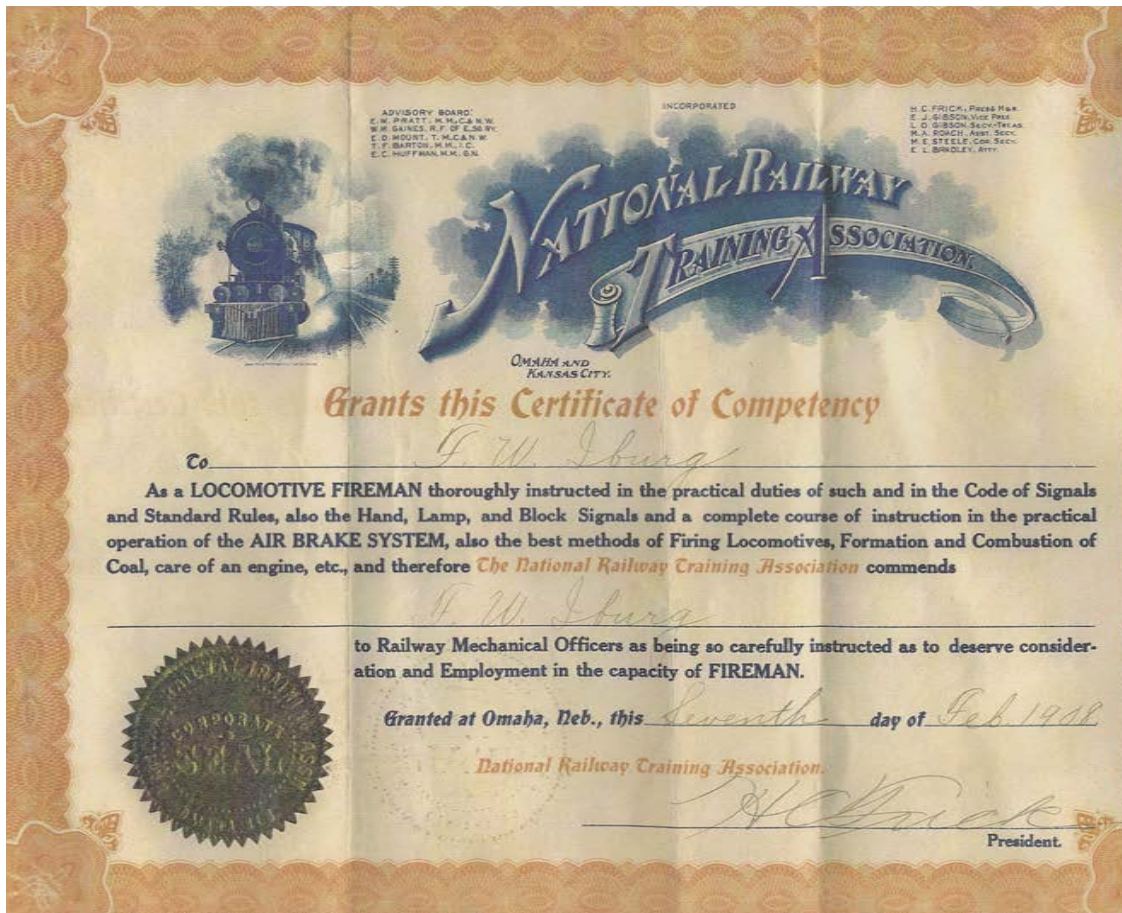 ADVISORY BOARD:
E. W. PRATT, M. M., C. & N. W.
W. H. GAINES, R. F. OF E., SO. RY.
E. D. MOUNT, T. M., C. & N. W.
T. F. BARTON, M. M., I. C.
E. C. HUFFMAN, M. M., G. N.
INCORPORATED
H. C. FRICK, PRES. & MGR.
E. J. GIBSON, VICE PRES.
L. O. GIBSON, SECY.-TREAS.
M. A. ROACH, ASST. SECY.
M. E. STEELE, COR. SECY.
E. L. BRADLEY, ATTY.
NATIONAL RAILWAY
TRAINING ASSOCIATION.
OMAHA AND
KANSAS CITY.
Grants this Certificate of Competency
To F. W. Iburg
As a LOCOMOTIVE FIREMAN thoroughly instructed in the practical duties of such and in the Code of Signals
and Standard Rules, also the Hand, Lamp, and Block Signals and a complete course of instruction in the practical
operation of the AIR BRAKE SYSTEM, also the best methods of Firing Locomotives, Formation and Combustion of
Coal, care of an engine, etc., and therefore The National Railway Training Association commends
F. W. Iburg
to Railway Mechanical Officers as being so carefully instructed as to deserve consider-
ation and Employment in the capacity of FIREMAN.
Granted at Omaha, Neb., this Seventh day of Feb. 1908
National Railway Training Association.
H C Frick
President.
CORPORATE
SEAL